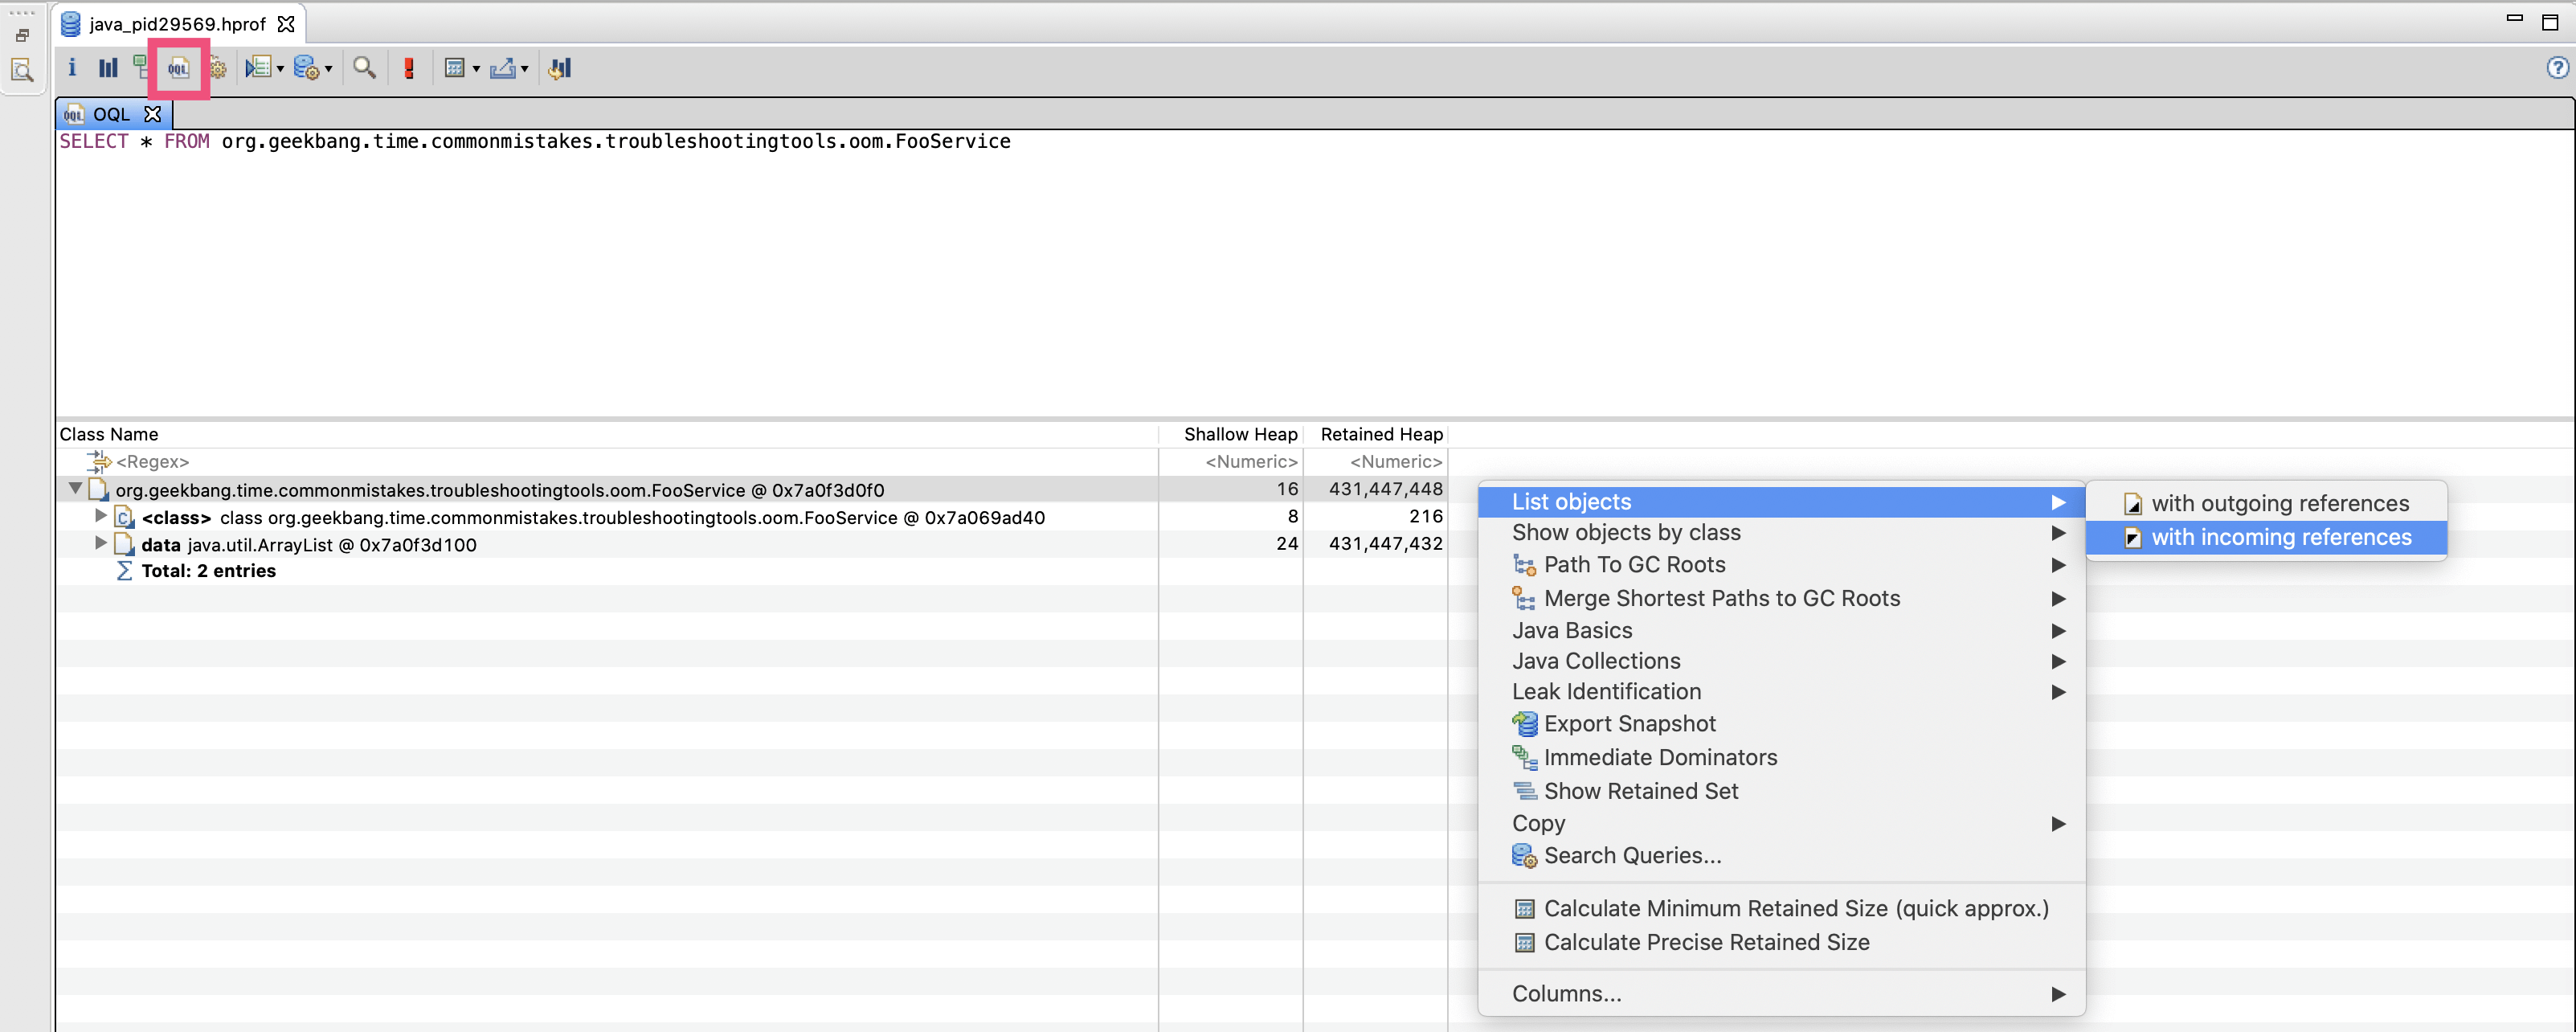 java_pid29569.hprof
OQL
OQL
SELECT * FROM org.geekbang.time.commonmistakes.troubleshootingtools.oom.FooService
Class Name Shallow Heap Retained Heap
<Regex> <Numeric> <Numeric>
org.geekbang.time.commonmistakes.troubleshootingtools.oom.FooService @ 0x7a0f3d0f0 16 431,447,448
<class> class org.geekbang.time.commonmistakes.troubleshootingtools.oom.FooService @ 0x7a069ad40 8 216
data java.util.ArrayList @ 0x7a0f3d100 24 431,447,432
Total: 2 entries
List objects
Show objects by class
Path To GC Roots
Merge Shortest Paths to GC Roots
Java Basics
Java Collections
Leak Identification
Export Snapshot
Immediate Dominators
Show Retained Set
Copy
Search Queries...
Calculate Minimum Retained Size (quick approx.)
Calculate Precise Retained Size
Columns...
with outgoing references
with incoming references